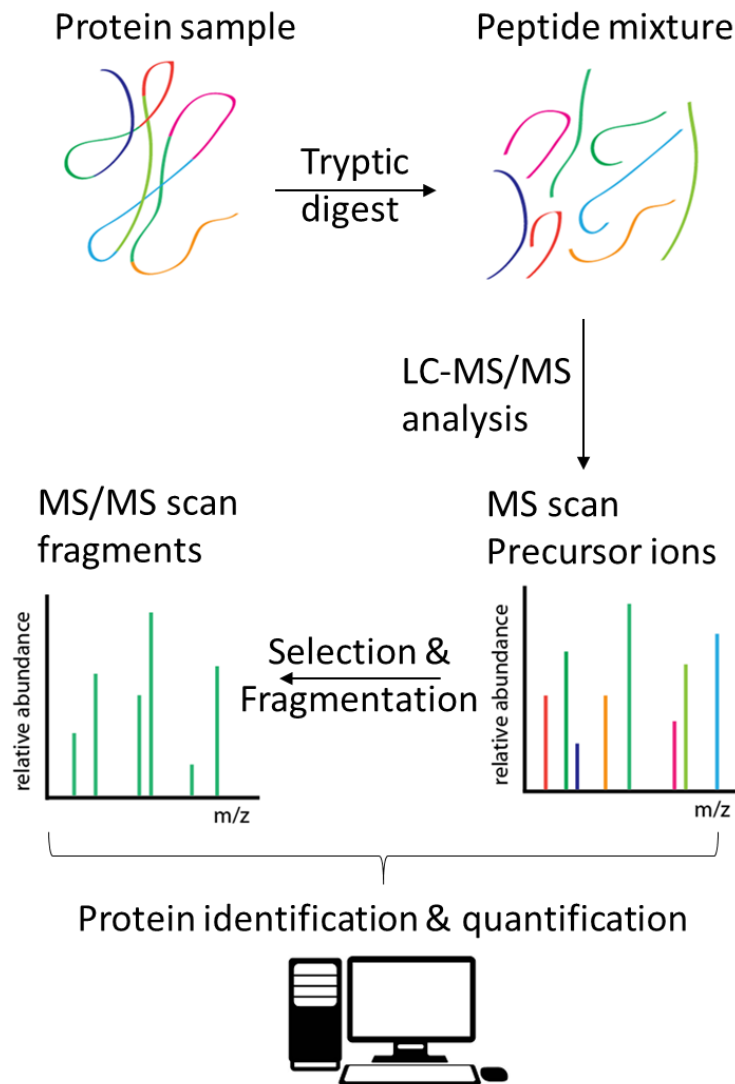 Protein sample
Peptide mixture
Tryptic
digest
LC-MS/MS
analysis
MS/MS scan
fragments
MS scan
Precursor ions
relative abundance
m/z
Selection &
Fragmentation
relative abundance
m/z
Protein identification & quantification